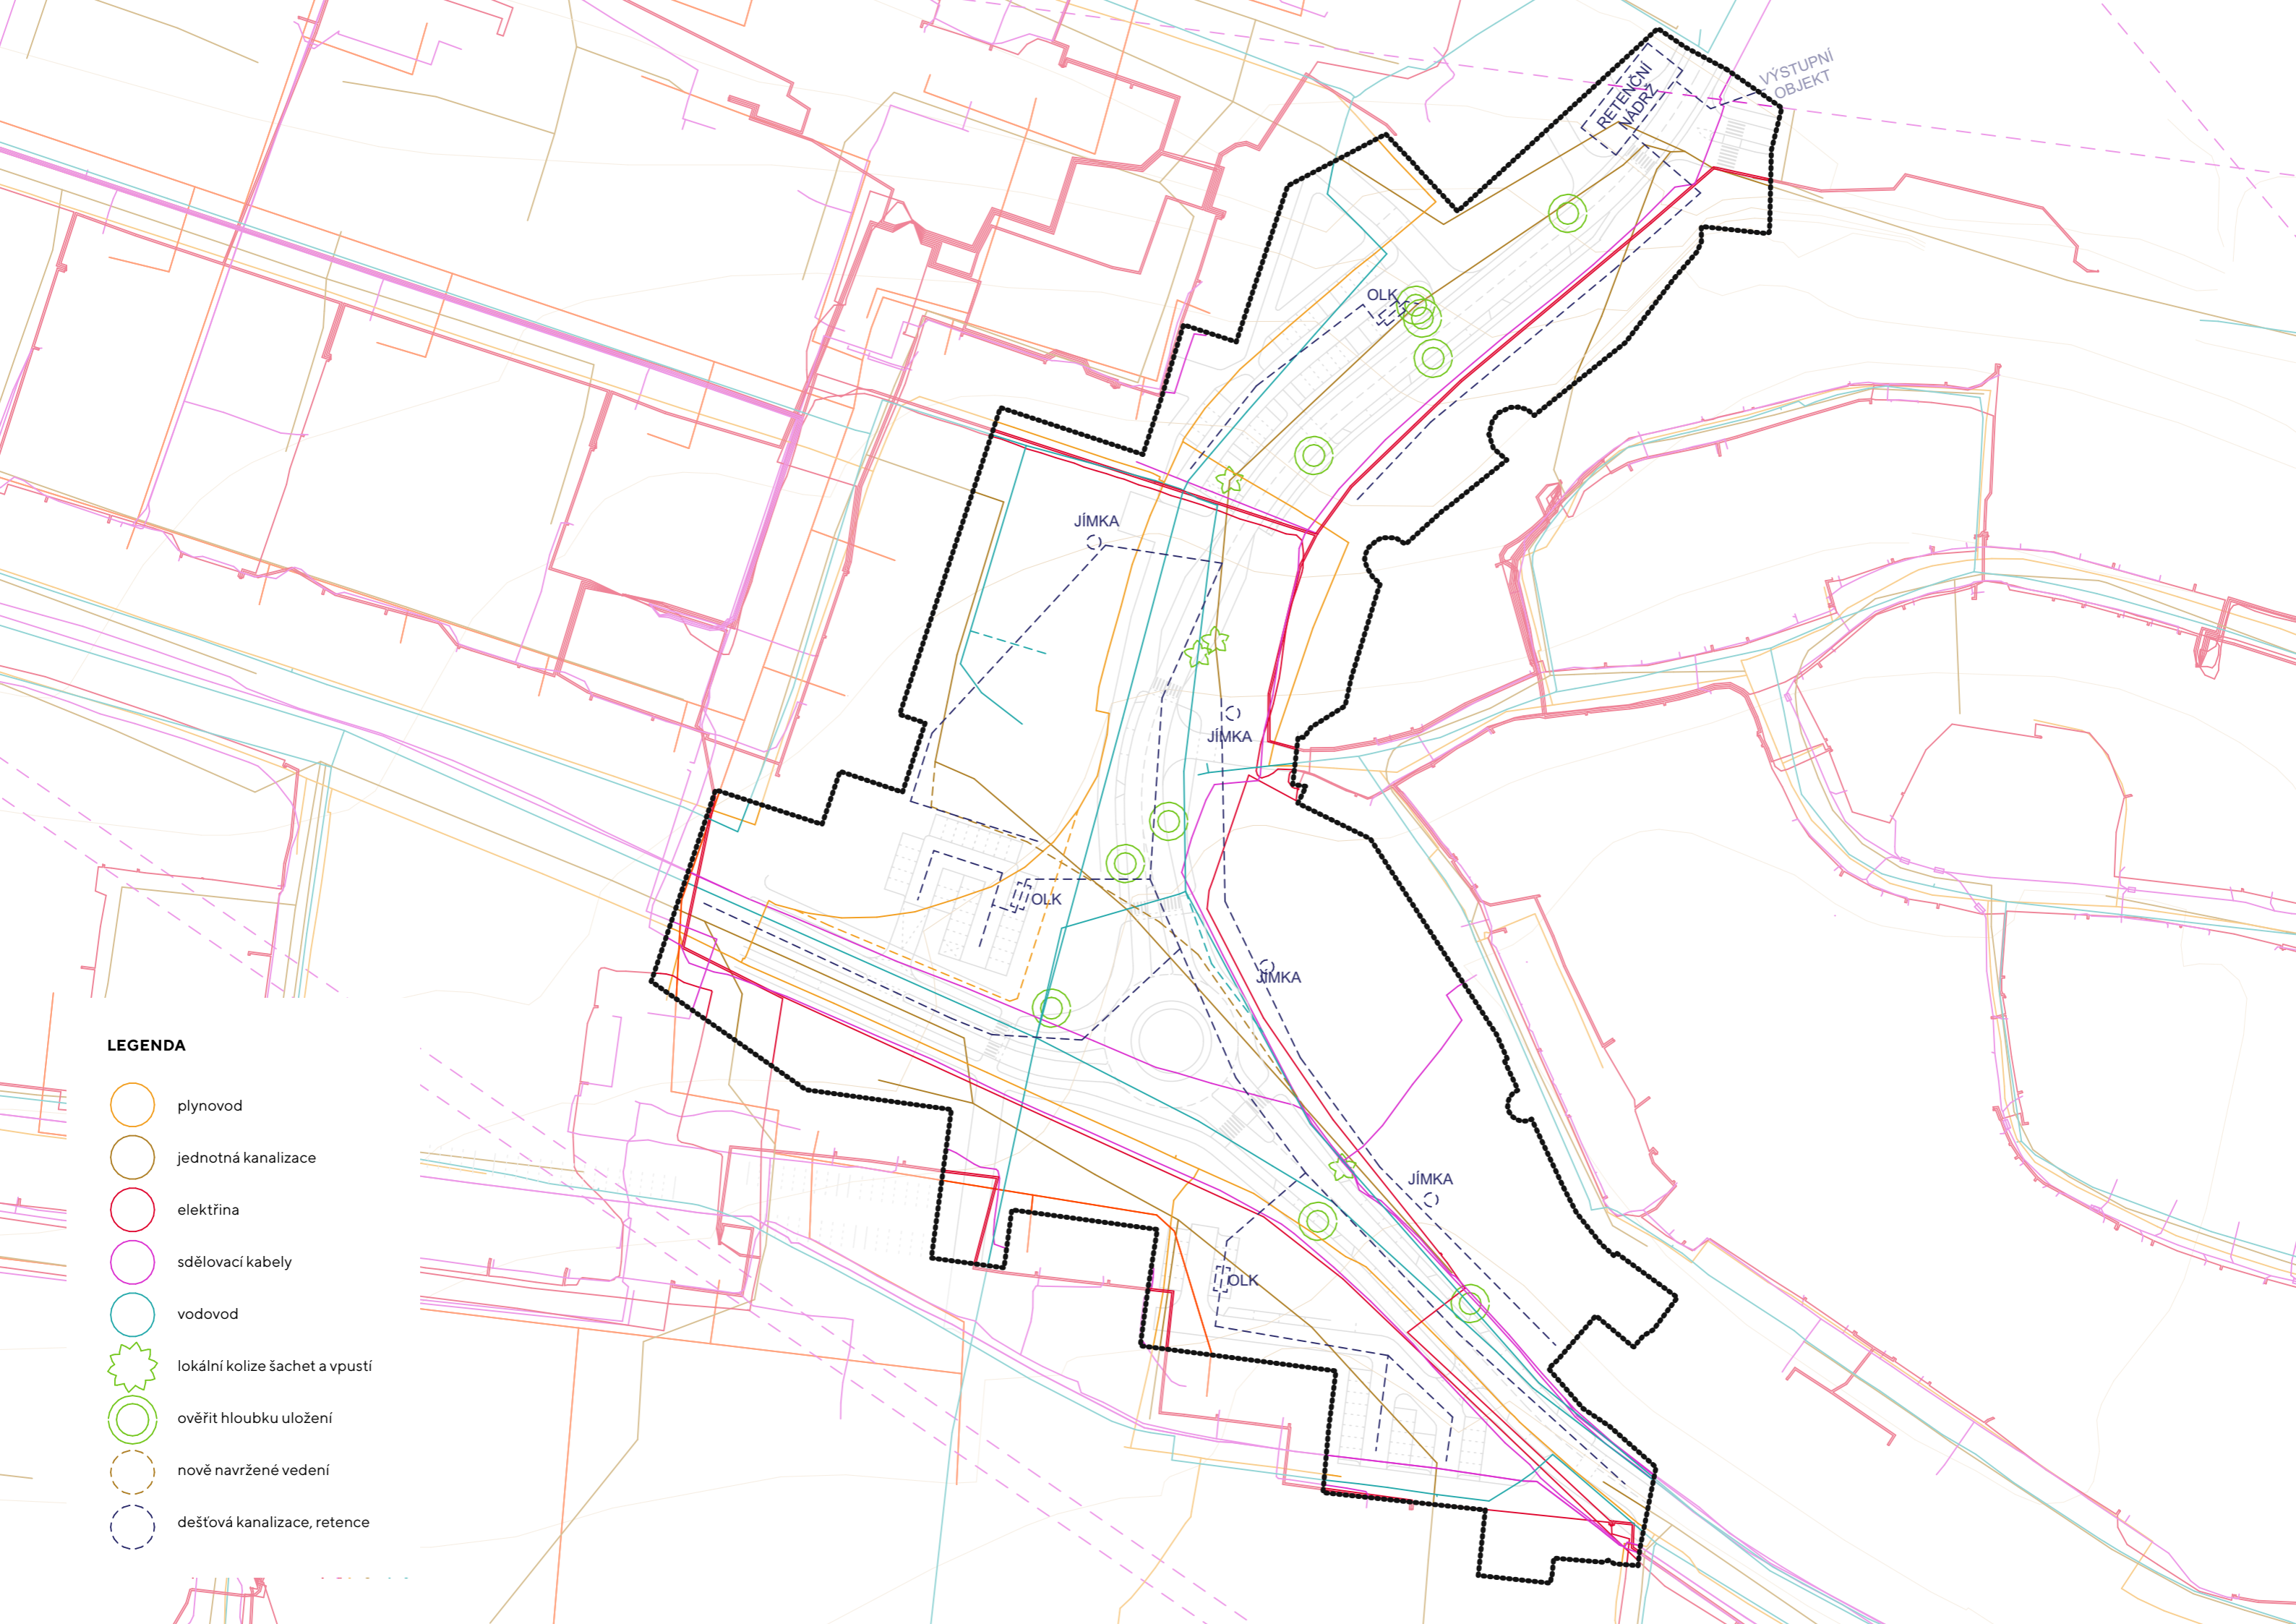 VÝSTUPNÍ
OBJEKT
RETENČNÍ
NÁDRŽ
OLK
JÍMKA
JÍMKA
OLK
JÍMKA
JÍMKA
OLK
LEGENDA
plynovod
jednotná kanalizace
elektřina
sdělovací kabely
vodovod
lokální kolize šachet a vpustí
ověřit hloubku uložení
nově navržené vedení
dešťová kanalizace, retence